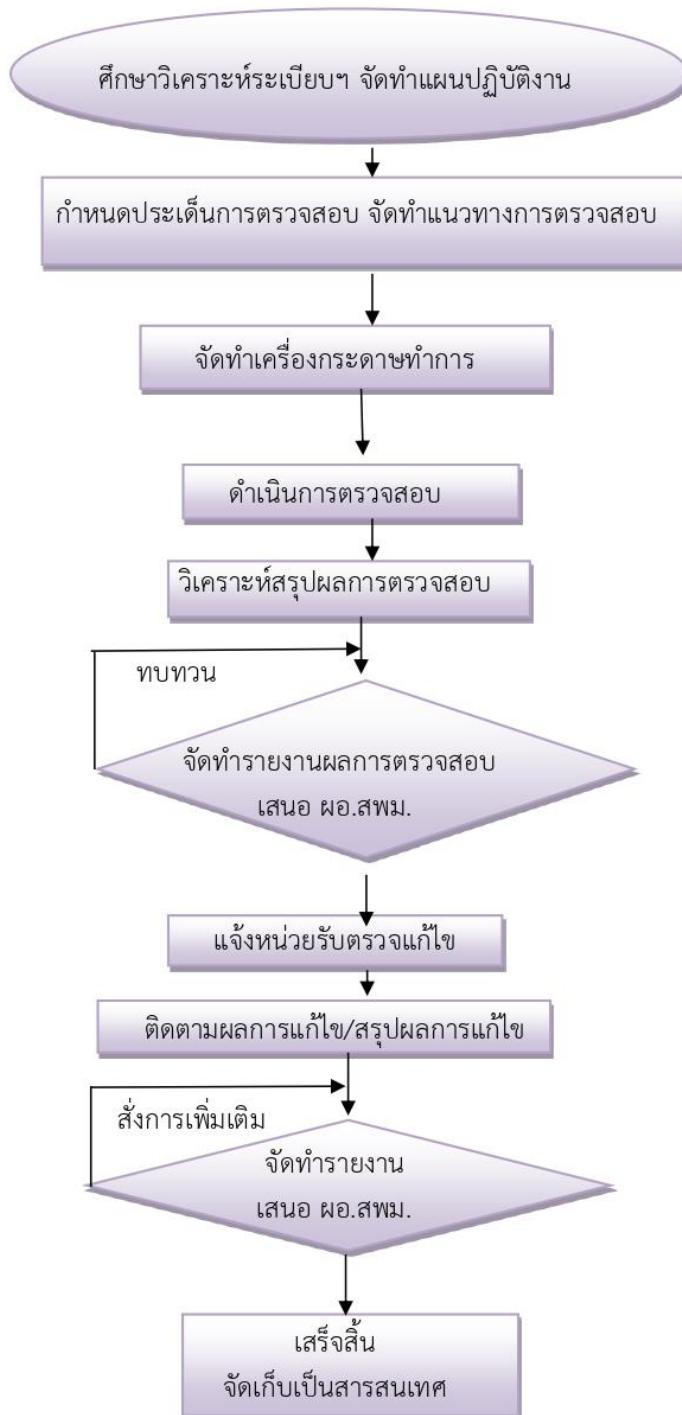 ศึกษาวิเคราะห์ระเบียบฯ จัดทำแผนปฏิบัติงาน
กำหนดประเด็นการตรวจสอบ จัดทำแนวทางการตรวจสอบ
จัดทำเครื่องกระดาษทำการ
ดำเนินการตรวจสอบ
วิเคราะห์สรุปผลการตรวจสอบ
ทบทวน
จัดทำรายงานผลการตรวจสอบ
เสนอ ผอ.สพม.
แจ้งหน่วยรับตรวจแก้ไข
ติดตามผลการแก้ไข/สรุปผลการแก้ไข
สั่งการเพิ่มเติม
จัดทำรายงาน
เสนอ ผอ.สพม.
เสร็จสิ้น
จัดเก็บเป็นสารสนเทศ